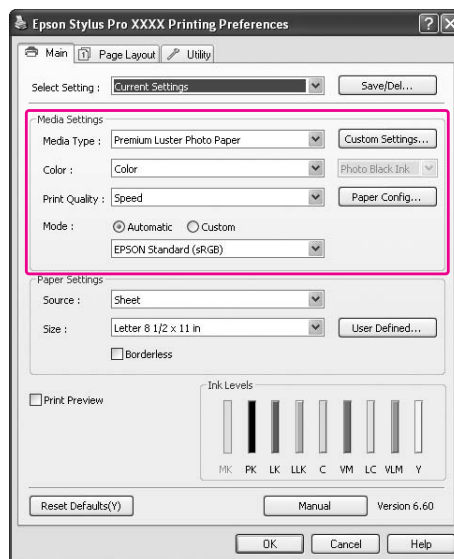 Epson Stylus Pro XXXX Printing Preferences
Main Page Layout Utility
Select Setting : Current Settings Save/Del...
Media Settings
Media Type : Premium Luster Photo Paper Custom Settings...
Color : Color Photo Black Ink
Print Quality : Speed Paper Config...
Mode : Automatic Custom
EPSON Standard (sRGB)
Paper Settings
Source : Sheet
Size : Letter 8 1/2 x 11 in User Defined...
Borderless
Print Preview
Ink Levels
MK PK LK LLK C VM LC VLM Y
Reset Defaults(Y) Manual Version 6.60
OK Cancel Help